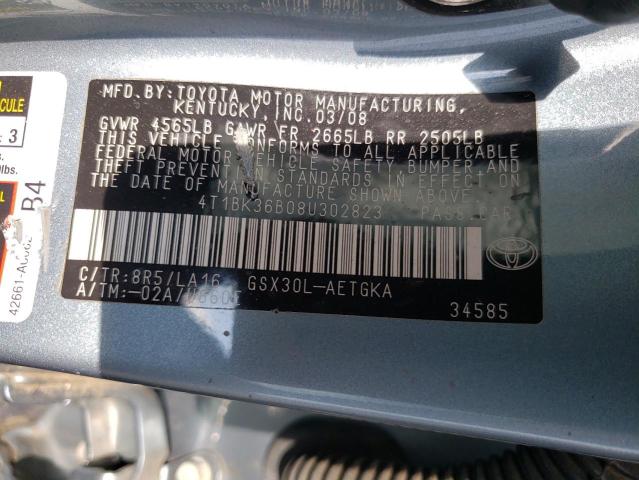 MFD.BY:TOYOTA MOTOR MANUFACTURING,
KENTUCKY, INC. 03/08
GVWR 4565LB GAWR FR 2665LB RR 2505LB
THIS VEHICLE CONFORMS TO ALL APPLICABLE
FEDERAL MOTOR VEHICLE SAFETY, BUMPER, AND
THEFT PREVENTION STANDARDS IN EFFECT ON
THE DATE OF MANUFACTURE SHOWN ABOVE.
4T1BK36B08U302823 PASS.CAR
C/TR:8R5/LA16 GSX30L-AETGKA
A/TM:-02A/U660E
34585
TOYOTA
B4
3
lbs.